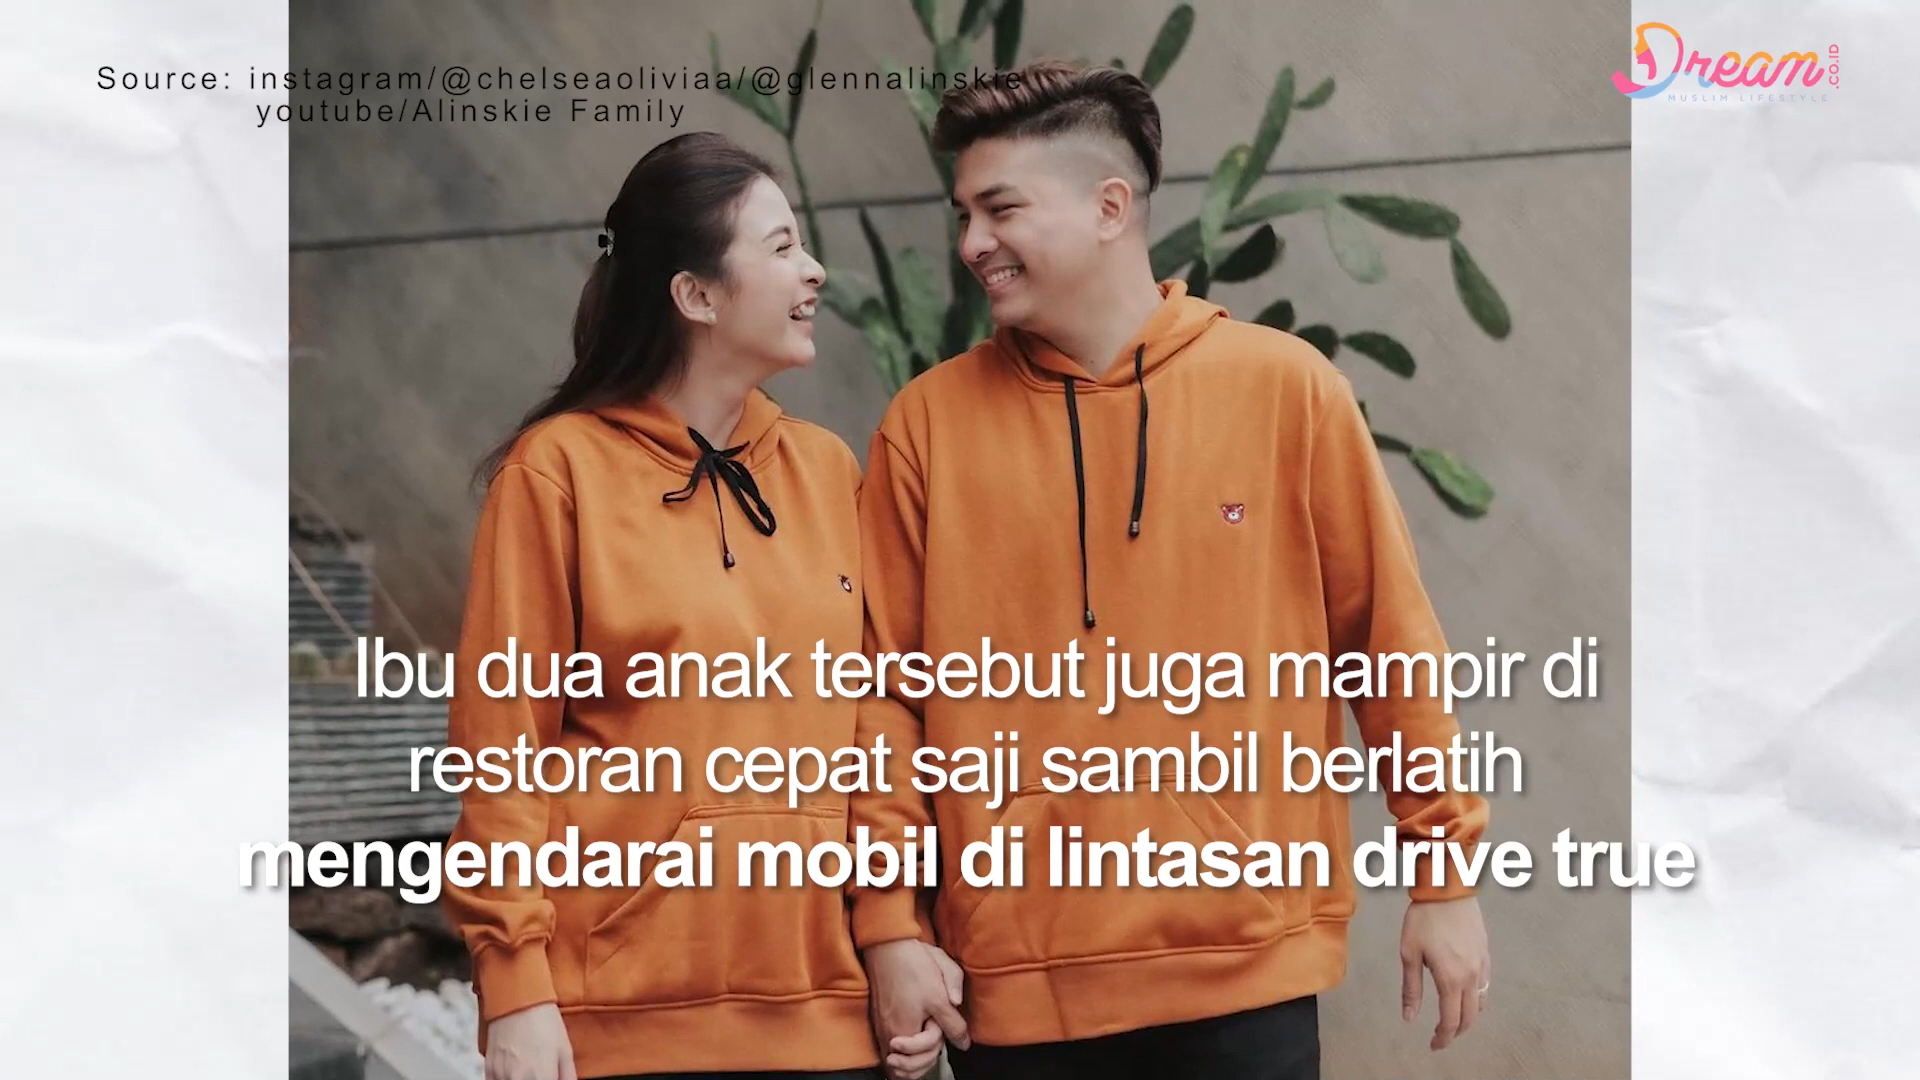 Source: instagram/@chelseaoliviaa/@glennalinskie
youtube/Alinskie Family
Dream
.CO.ID
MUSLIM LIFESTYLE
Ibu dua anak tersebut juga mampir di
restoran cepat saji sambil berlatih
mengendarai mobil di lintasan drive true